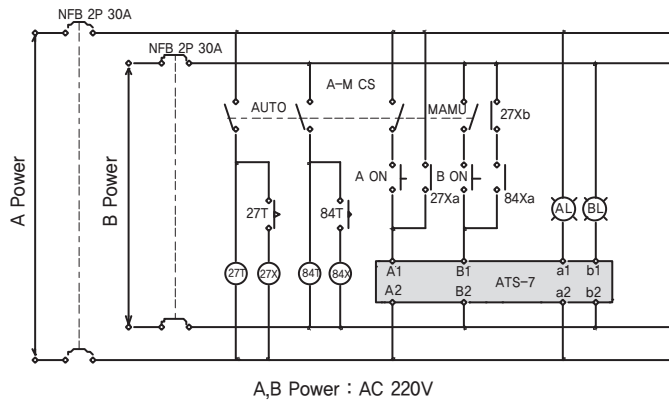 NFB 2P 30A
NFB 2P 30A
A-M CS
AUTO
MAMU
27Xb
A Power
B Power
A ON
B ON
27Xa
84Xa
27T
84T
AL
BL
27T
27X
84T
84X
A1
B1
a1
b1
ATS-7
A2
B2
a2
b2
A,B Power : AC 220V